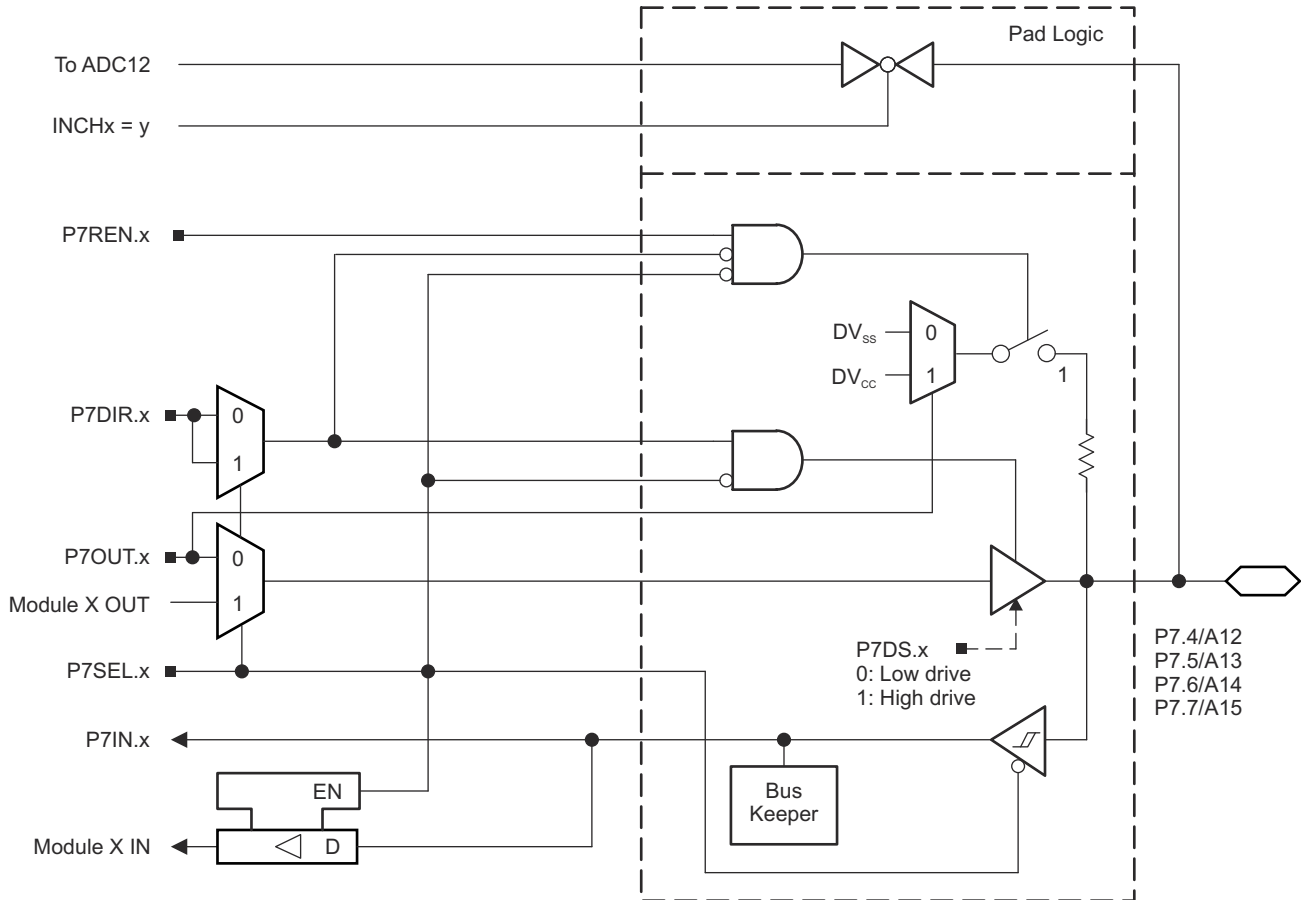 Pad Logic
To ADC12
INCHx = y
P7REN.x
DVSS
0
DVCC
1
1
P7DIR.x
0
1
P7OUT.x
0
Module X OUT
1
P7SEL.x
P7DS.x
0: Low drive
1: High drive
P7.4/A12
P7.5/A13
P7.6/A14
P7.7/A15
P7IN.x
Bus
Keeper
EN
Module X IN
D